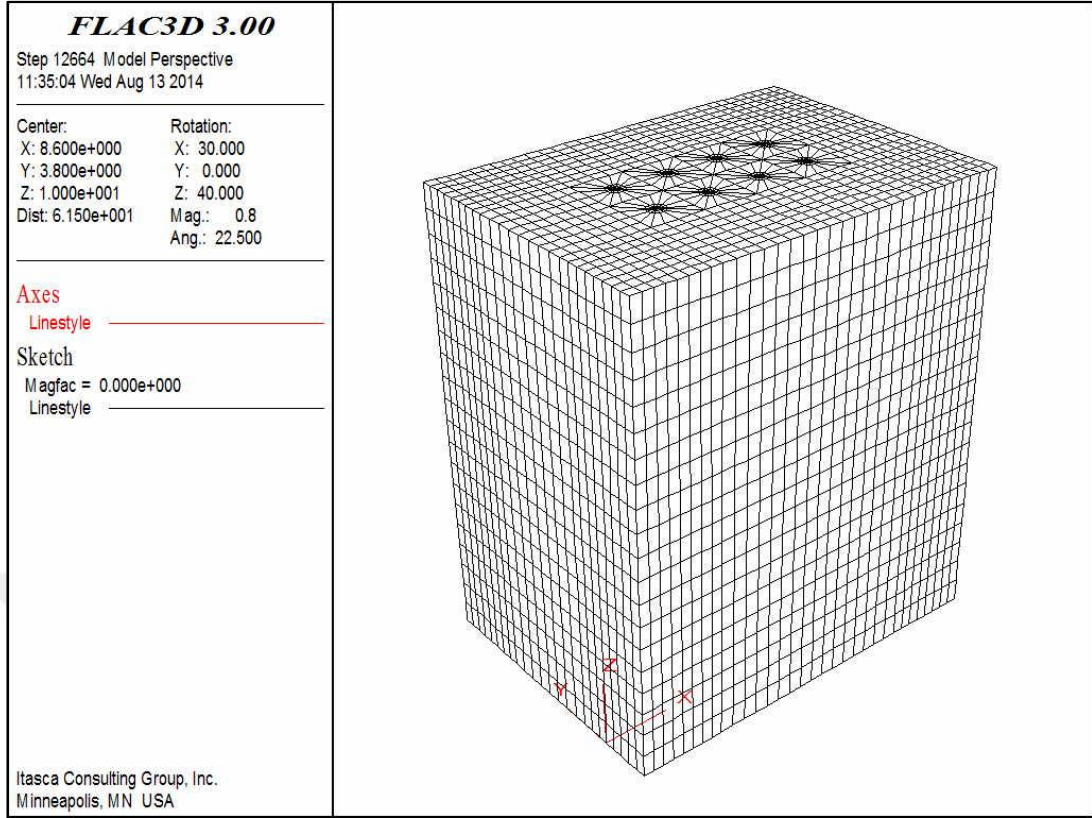 FLAC3D 3.00
Step 12664 Model Perspective
11:35:04 Wed Aug 13 2014
Center: Rotation:
X: 8.600e+000 X: 30.000
Y: 3.800e+000 Y: 0.000
Z: 1.000e+001 Z: 40.000
Dist: 6.150e+001 Mag.: 0.8
Ang.: 22.500
Axes
Linestyle
Sketch
Magfac = 0.000e+000
Linestyle
Itasca Consulting Group, Inc.
Minneapolis, MN USA
Z
Y
X